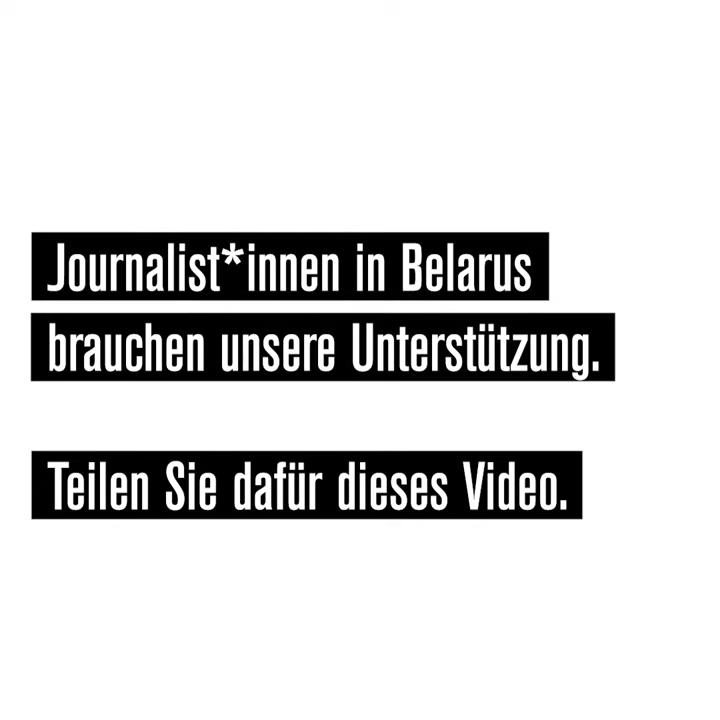 Journalist*innen in Belarus
brauchen unsere Unterstützung.
Teilen Sie dafür dieses Video.